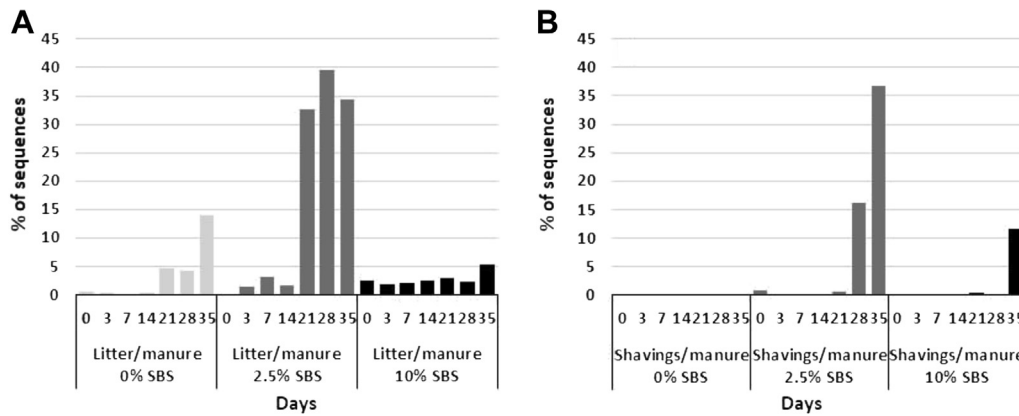 A
% of sequences
45
40
35
30
25
20
15
10
5
0
0 3 7 14 21 28 35 0 3 7 14 21 28 35 0 3 7 14 21 28 35
Litter/manure Litter/manure Litter/manure
0% SBS 2.5% SBS 10% SBS
Days
B
% of sequences
45
40
35
30
25
20
15
10
5
0
0 3 7 14 21 28 35 0 3 7 14 21 28 35 0 3 7 14 21 28 35
Shavings/manure Shavings/manure Shavings/manure
0% SBS 2.5% SBS 10% SBS
Days